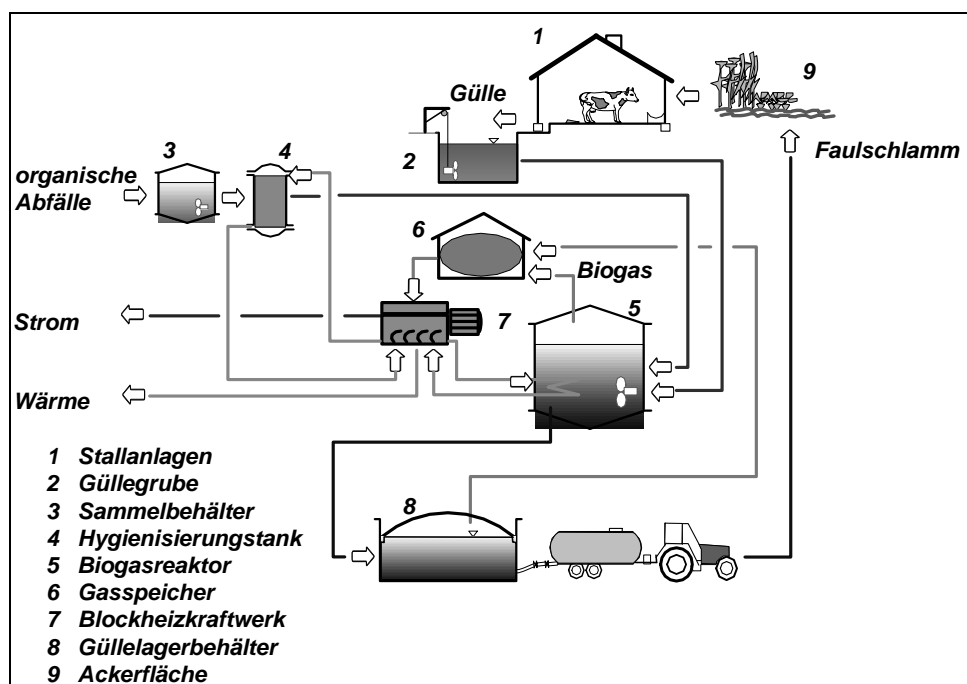 1
9
Gülle
Faulschlamm
2
3
4
organische
Abfälle
6
Biogas
5
Strom
7
Wärme
8
1 Stallanlagen
2 Güllegrube
3 Sammelbehälter
4 Hygienisierungstank
5 Biogasreaktor
6 Gasspeicher
7 Blockheizkraftwerk
8 Güllelagerbehälter
9 Ackerfläche